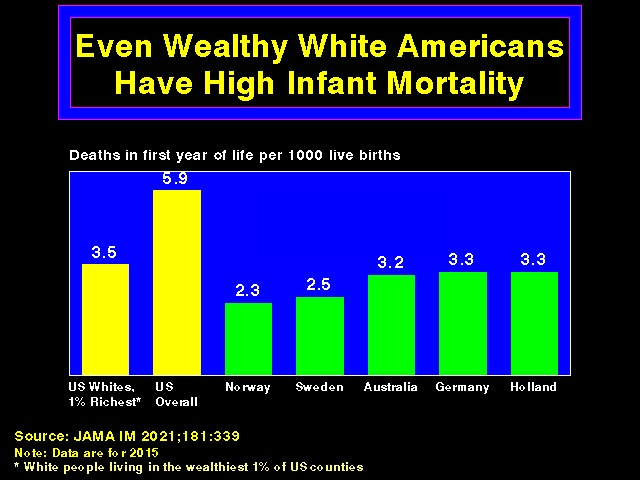 Even Wealthy White Americans
Have High Infant Mortality
Deaths in first year of life per 1000 live births
3.5
5.9
2.3
2.5
3.2
3.3
3.3
US Whites,
1% Richest*
US
Overall
Norway
Sweden
Australia
Germany
Holland
Source: JAMA IM 2021;181:339
Note: Data are for 2015
* White people living in the wealthiest 1% of US counties